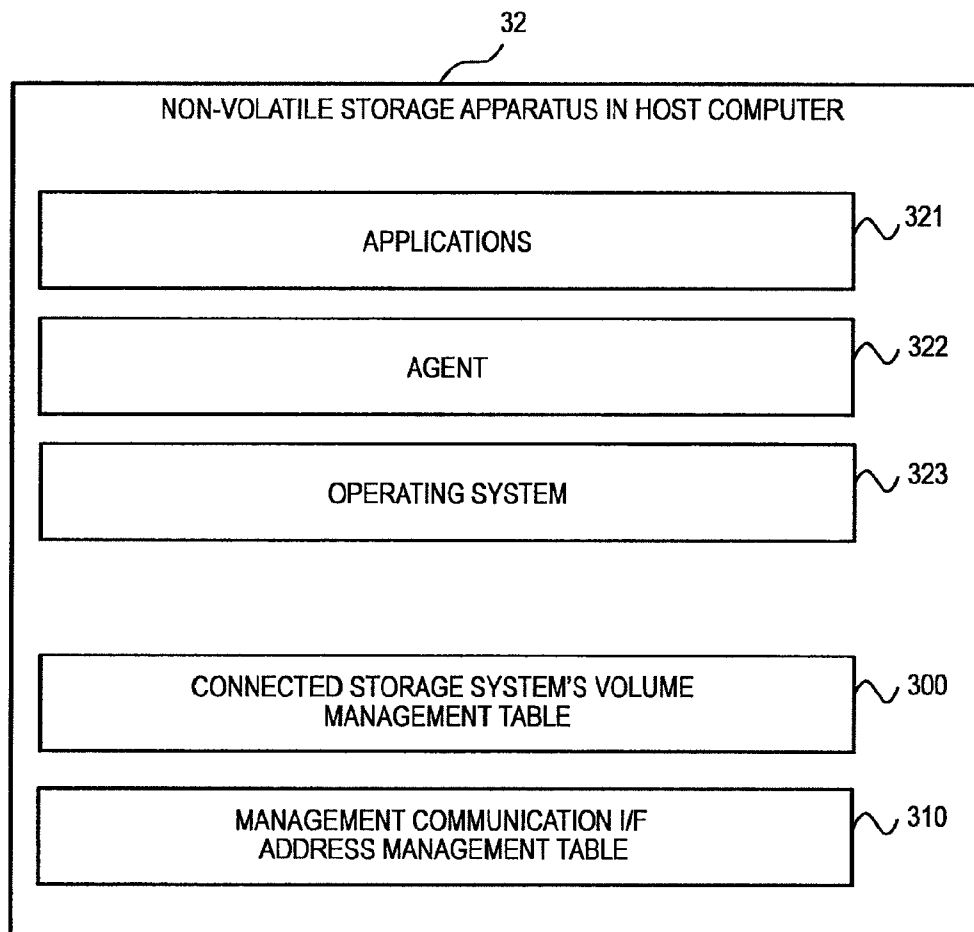 32
NON-VOLATILE STORAGE APPARATUS IN HOST COMPUTER
321
APPLICATIONS
322
AGENT
323
OPERATING SYSTEM
300
CONNECTED STORAGE SYSTEM'S VOLUME
MANAGEMENT TABLE
310
MANAGEMENT COMMUNICATION I/F
ADDRESS MANAGEMENT TABLE